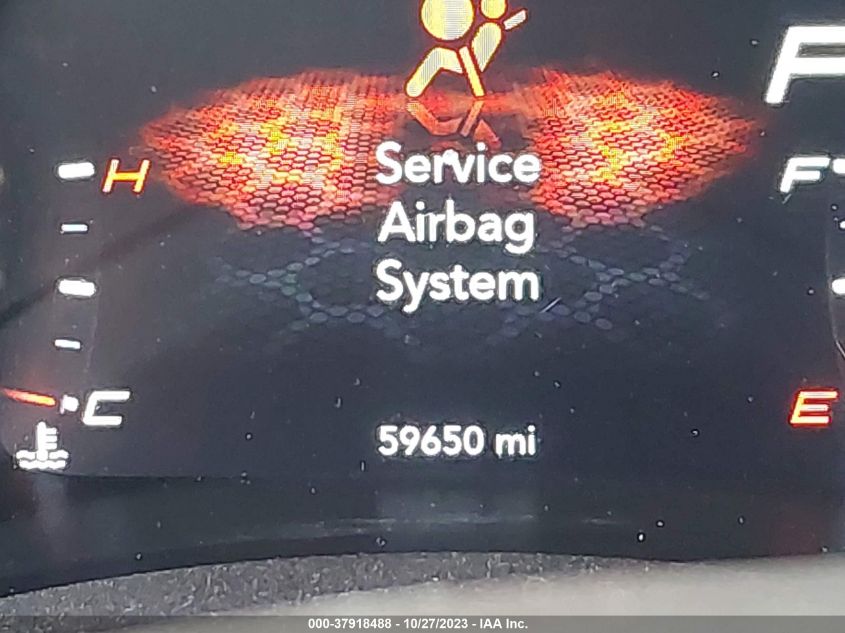 P
H
F
Service
Airbag
System
C
E
59650 mi
000-37918488 - 10/27/2023 - IAA Inc.